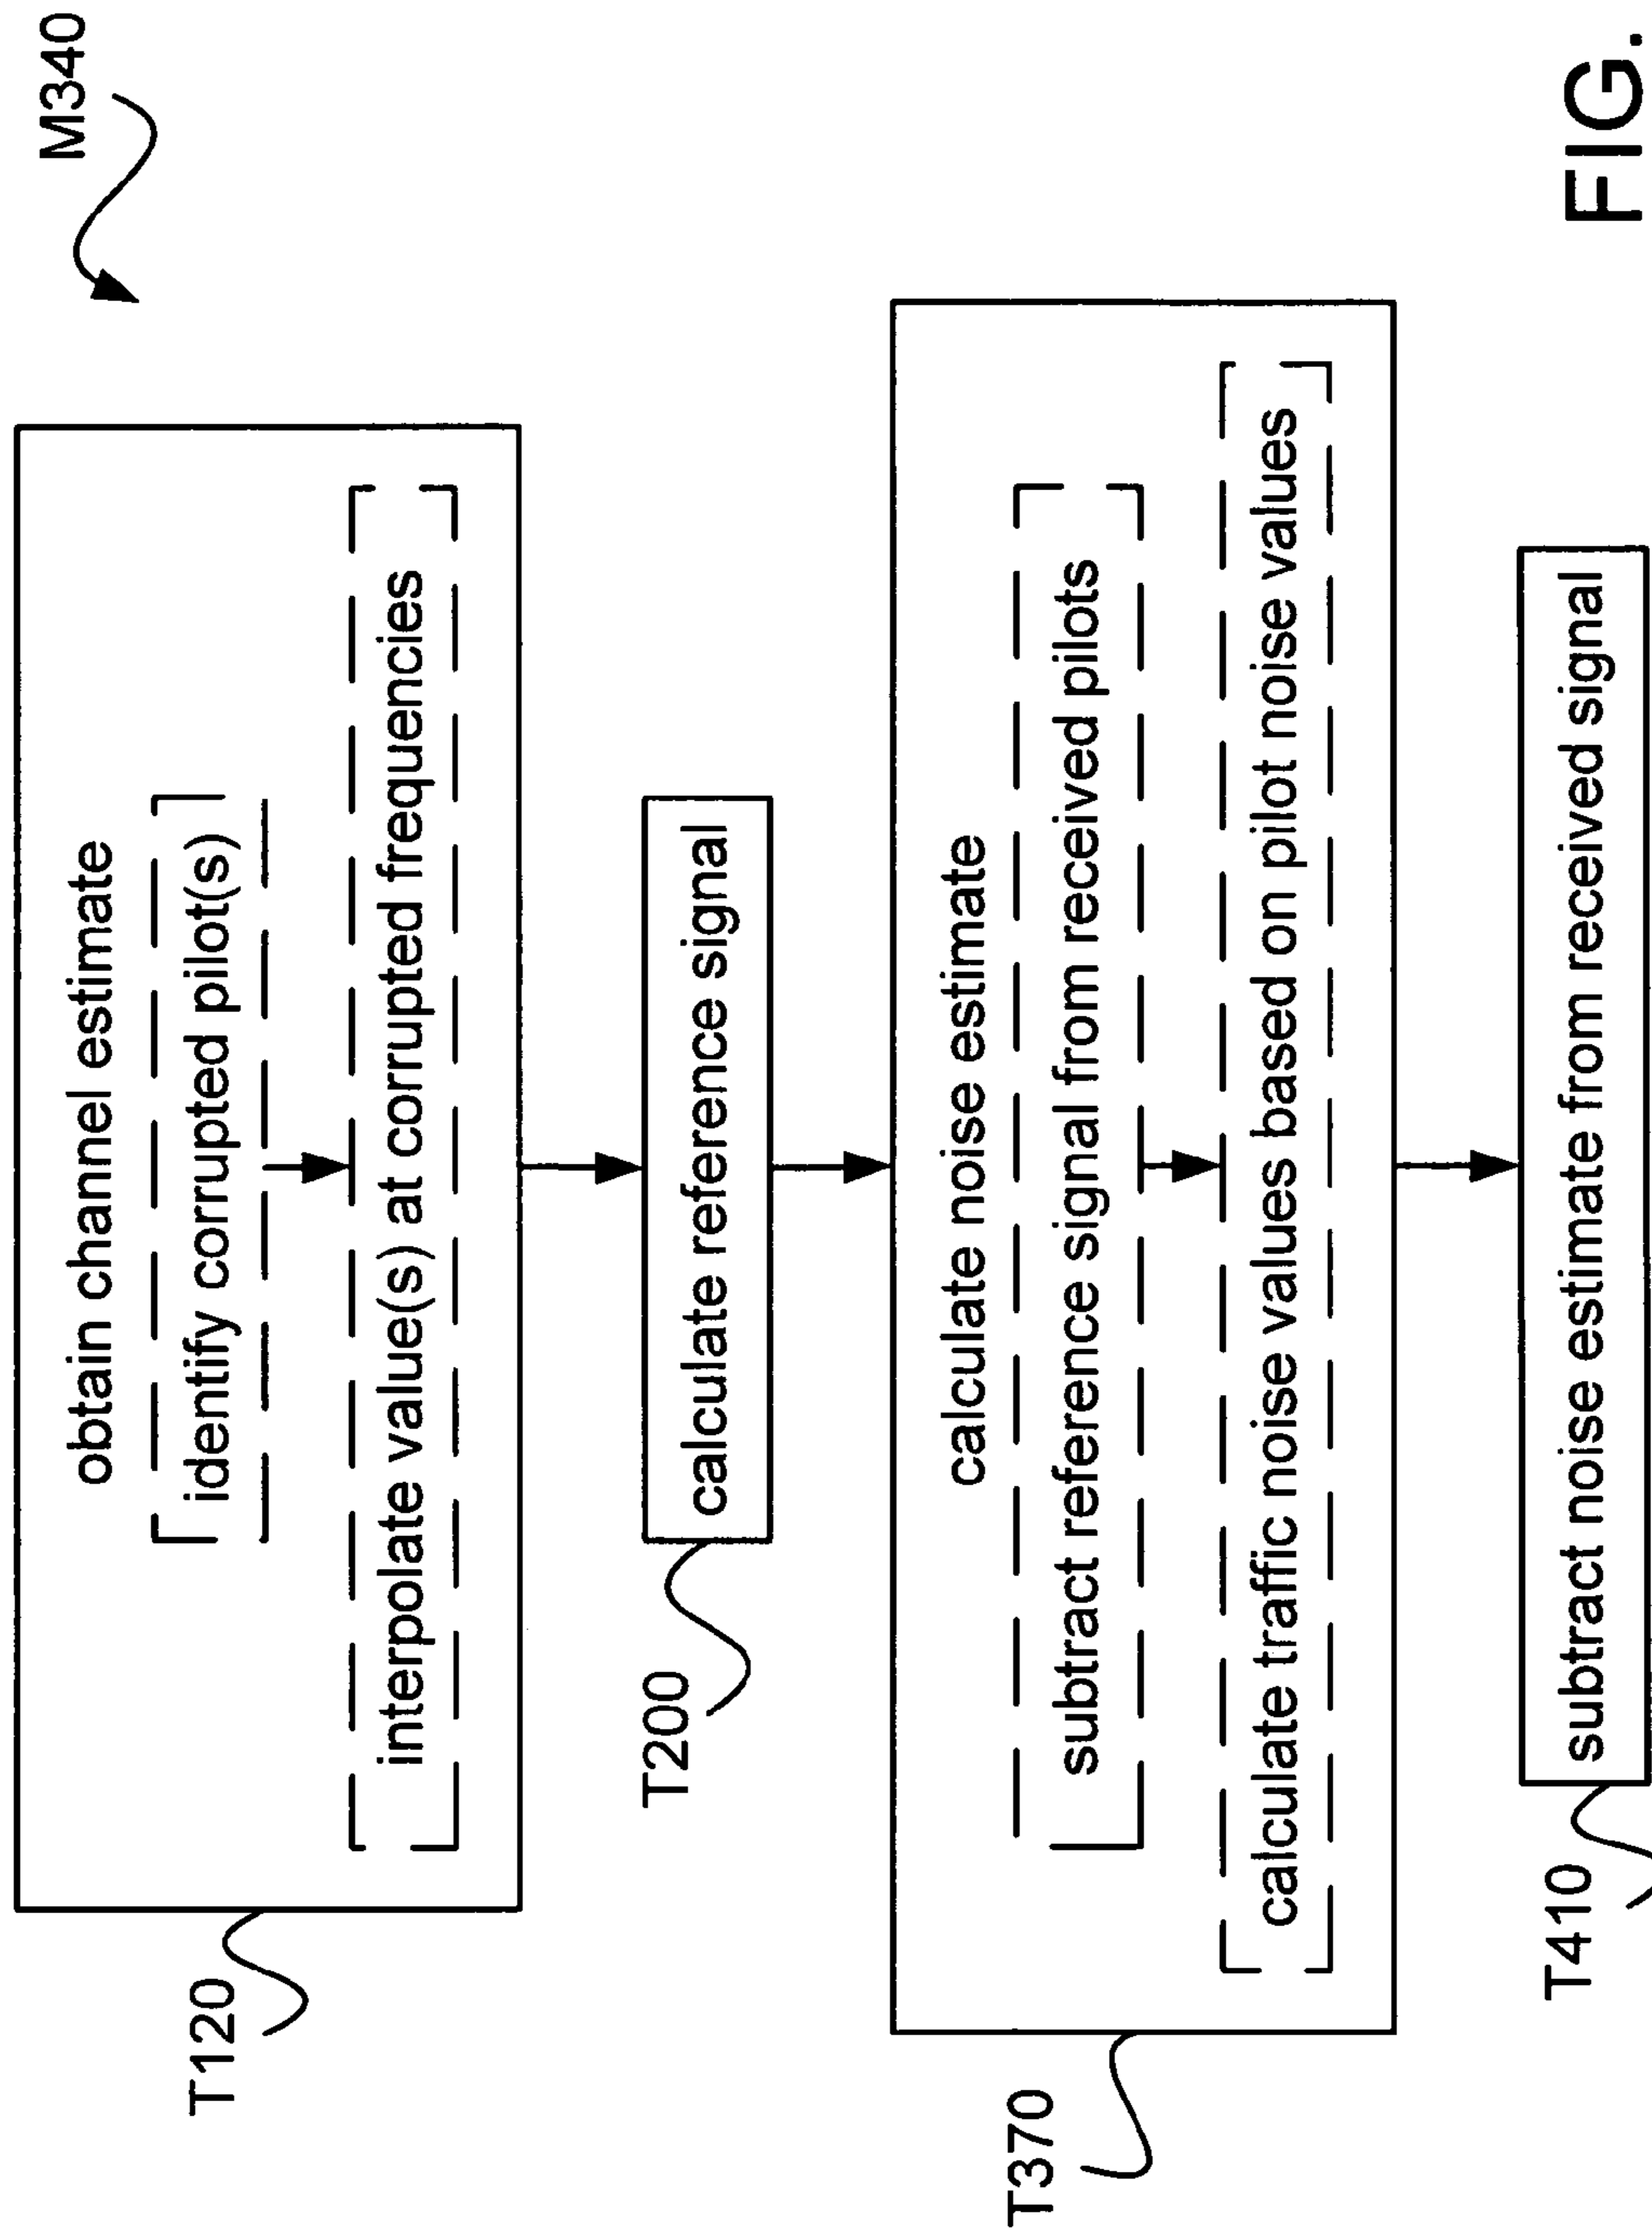 M340
obtain channel estimate
identify corrupted pilot(s)
interpolate value(s) at corrupted frequencies
T120
calculate reference signal
T200
calculate noise estimate
subtract reference signal from received pilots
calculate traffic noise values based on pilot noise values
T370
subtract noise estimate from received signal
T410
FIG.